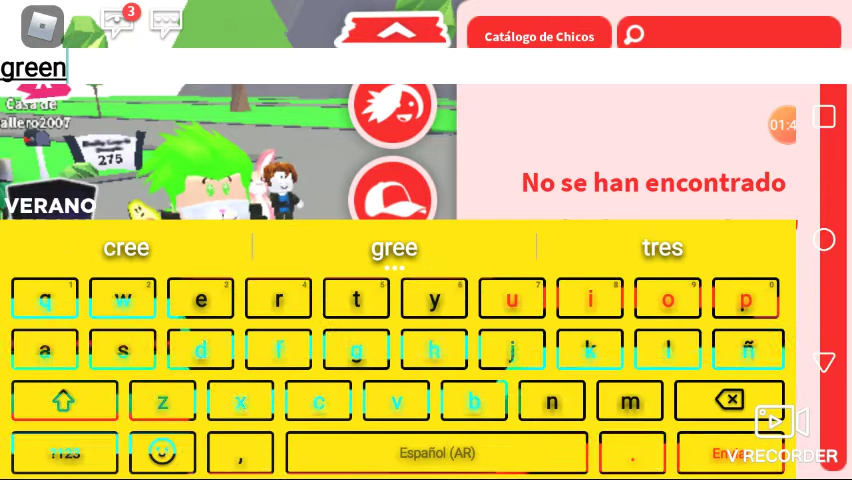 3
Catálogo de Chicos
green
Casa de
allero2007
275
01:4
No se han encontrado
VERANO
cree gree tres
1 2 3 4 5 6 7 8 9 0
q w e r t y u i o p
a s d f g h j k l ñ
z x c v b n m
?123 , Español (AR) .
V RECORDER